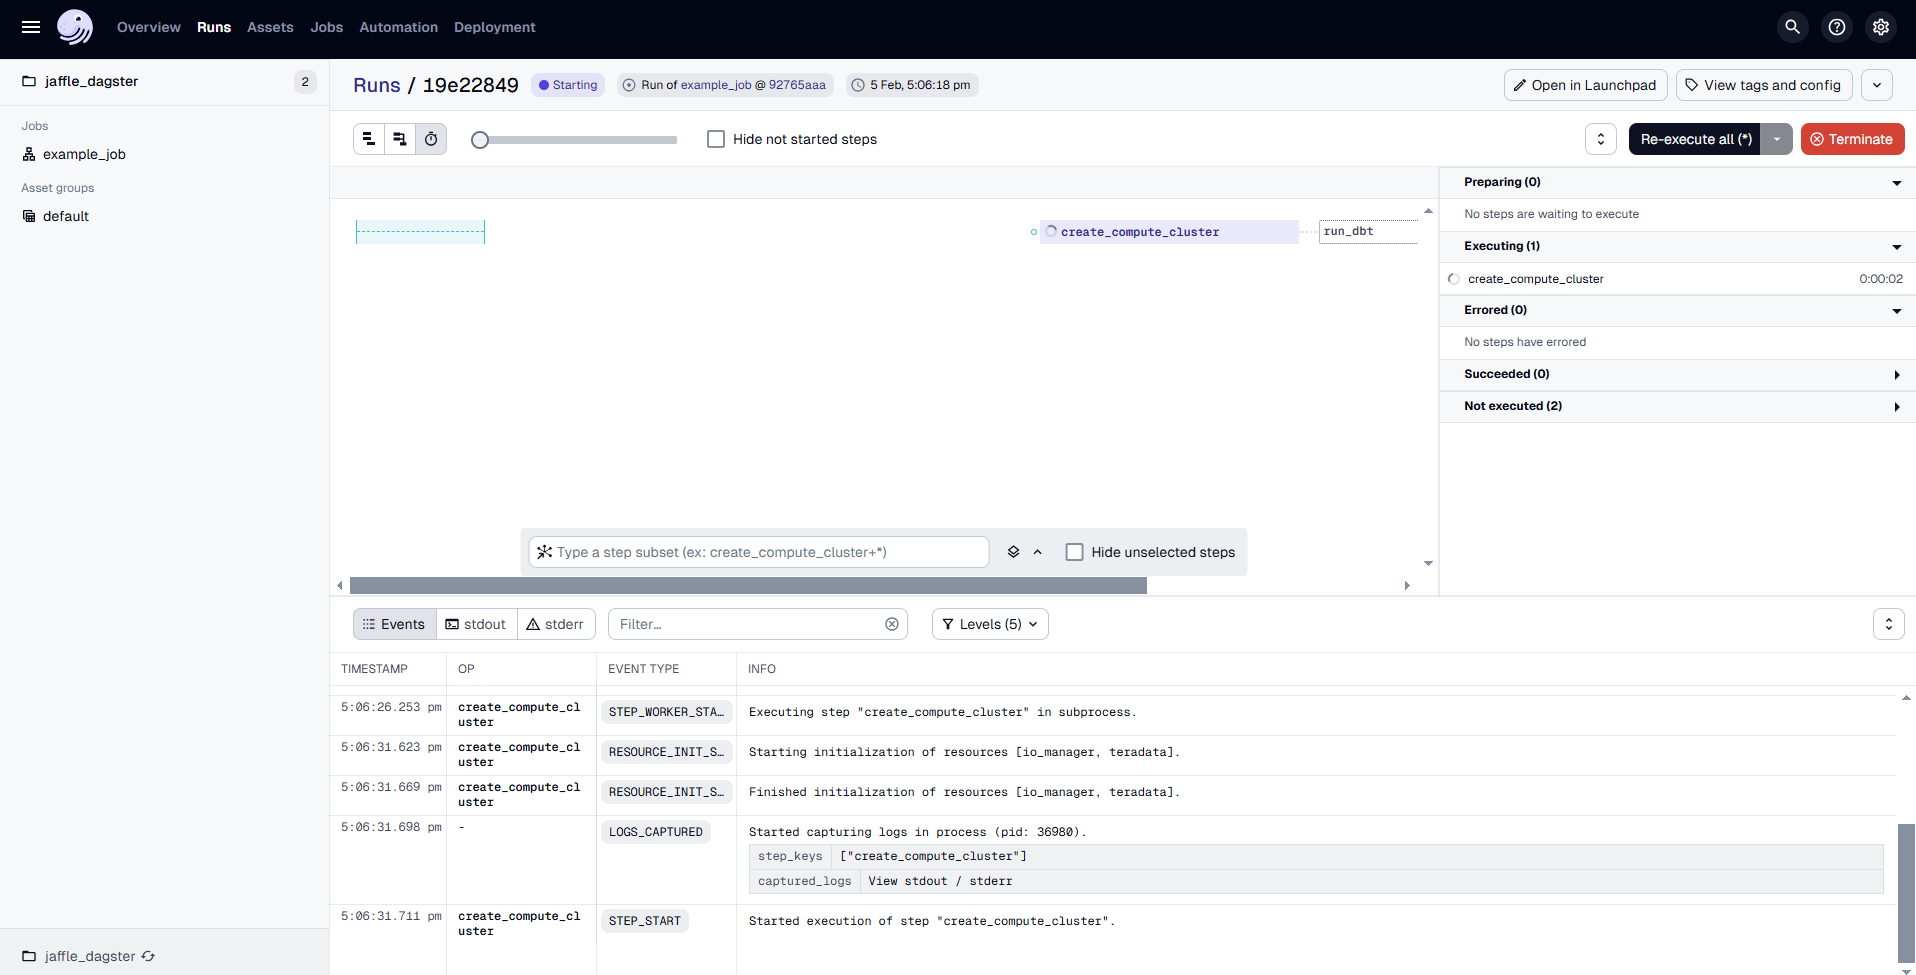 Overview Runs Assets Jobs Automation Deployment
jaffle_dagster 2
Jobs
example_job
Asset groups
default
jaffle_dagster
Runs / 19e22849 Starting Run of example_job @ 92765aaa 5 Feb, 5:06:18 pm Open in Launchpad View tags and config
Hide not started steps Re-execute all (*) Terminate
create_compute_cluster run_dbt
Preparing (0)
No steps are waiting to execute
Executing (1)
create_compute_cluster 0:00:02
Errored (0)
No steps have errored
Succeeded (0)
Not executed (2)
Type a step subset (ex: create_compute_cluster+*) Hide unselected steps
Events stdout stderr Filter... Levels (5)
TIMESTAMP OP EVENT TYPE INFO
5:06:26.253 pm create_compute_cl
uster STEP_WORKER_STA… Executing step "create_compute_cluster" in subprocess.
5:06:31.623 pm create_compute_cl
uster RESOURCE_INIT_S… Starting initialization of resources [io_manager, teradata].
5:06:31.669 pm create_compute_cl
uster RESOURCE_INIT_S… Finished initialization of resources [io_manager, teradata].
5:06:31.698 pm - LOGS_CAPTURED Started capturing logs in process (pid: 36980).
step_keys ["create_compute_cluster"]
captured_logs View stdout / stderr
5:06:31.711 pm create_compute_cl
uster STEP_START Started execution of step "create_compute_cluster".